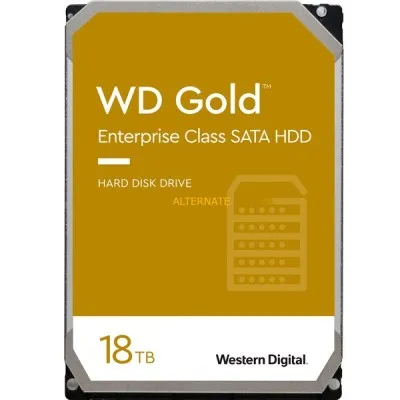 WD Gold™
Enterprise Class SATA HDD
HARD DISK DRIVE
ALTERNATE
18TB
Western Digital.